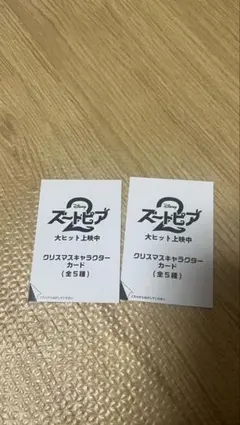 Disney
ズートピア
2
大ヒット上映中
クリスマスキャラクター
カード
(全5種)
Disney
ズートピア
2
大ヒット上映中
クリスマスキャラクター
カード
(全5種)